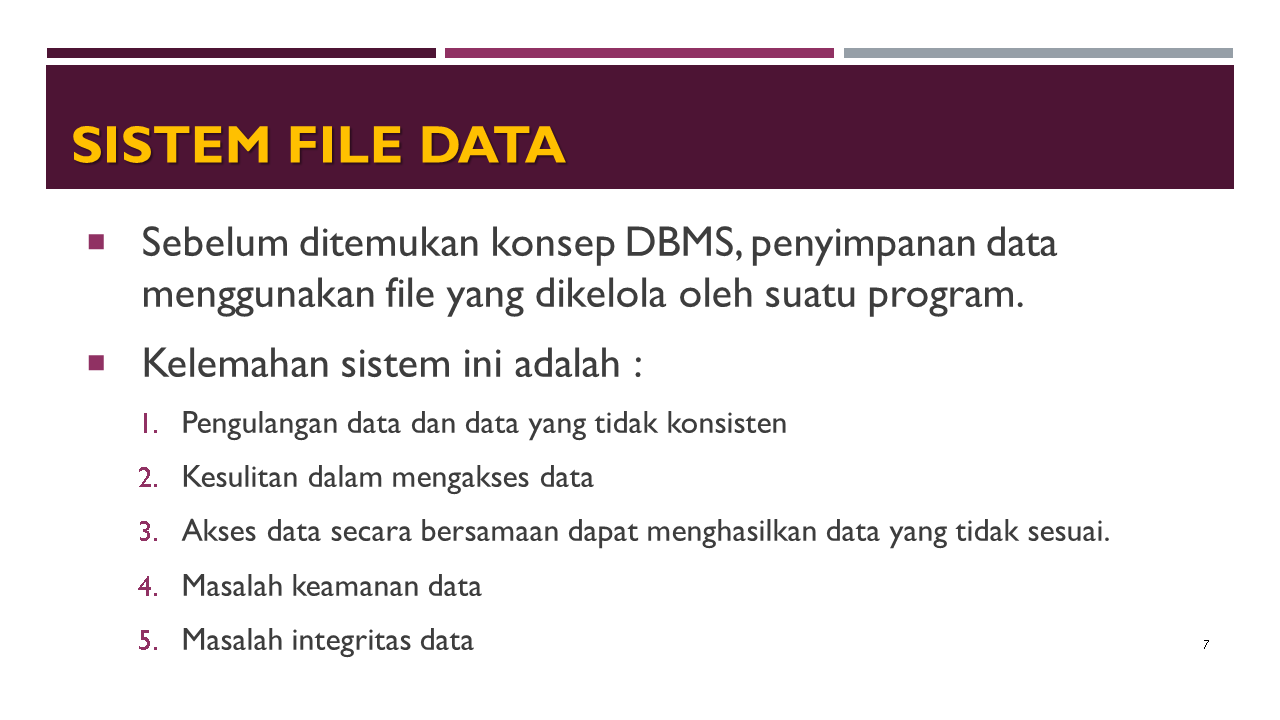 SISTEM FILE DATA
Sebelum ditemukan konsep DBMS, penyimpanan data
menggunakan file yang dikelola oleh suatu program.
Kelemahan sistem ini adalah :
1. Pengulangan data dan data yang tidak konsisten
2. Kesulitan dalam mengakses data
3. Akses data secara bersamaan dapat menghasilkan data yang tidak sesuai.
4. Masalah keamanan data
5. Masalah integritas data
7